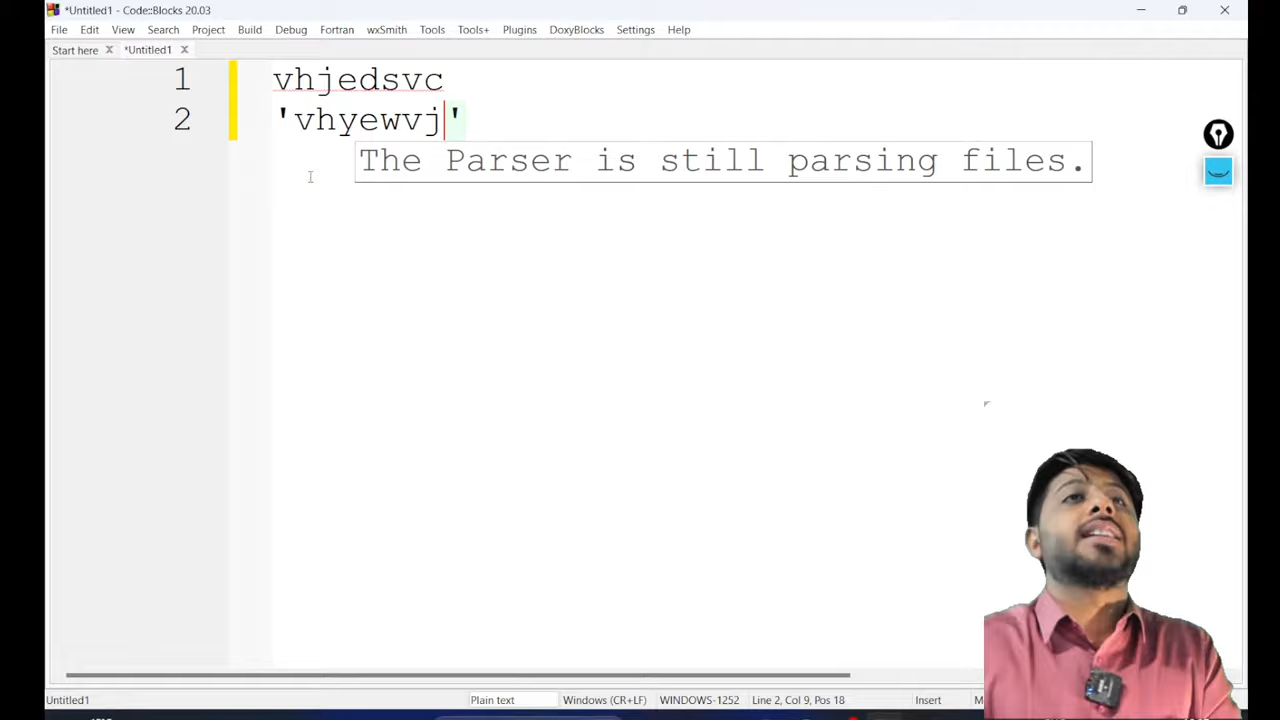 *Untitled1 - Code::Blocks 20.03
File Edit View Search Project Build Debug Fortran wxSmith Tools Tools+ Plugins DoxyBlocks Settings Help
Start here *Untitled1
1 vhjedsvc
2 'vhyewvj'
The Parser is still parsing files.
Untitled1 Plain text Windows (CR+LF) WINDOWS-1252 Line 2, Col 9, Pos 18 Insert